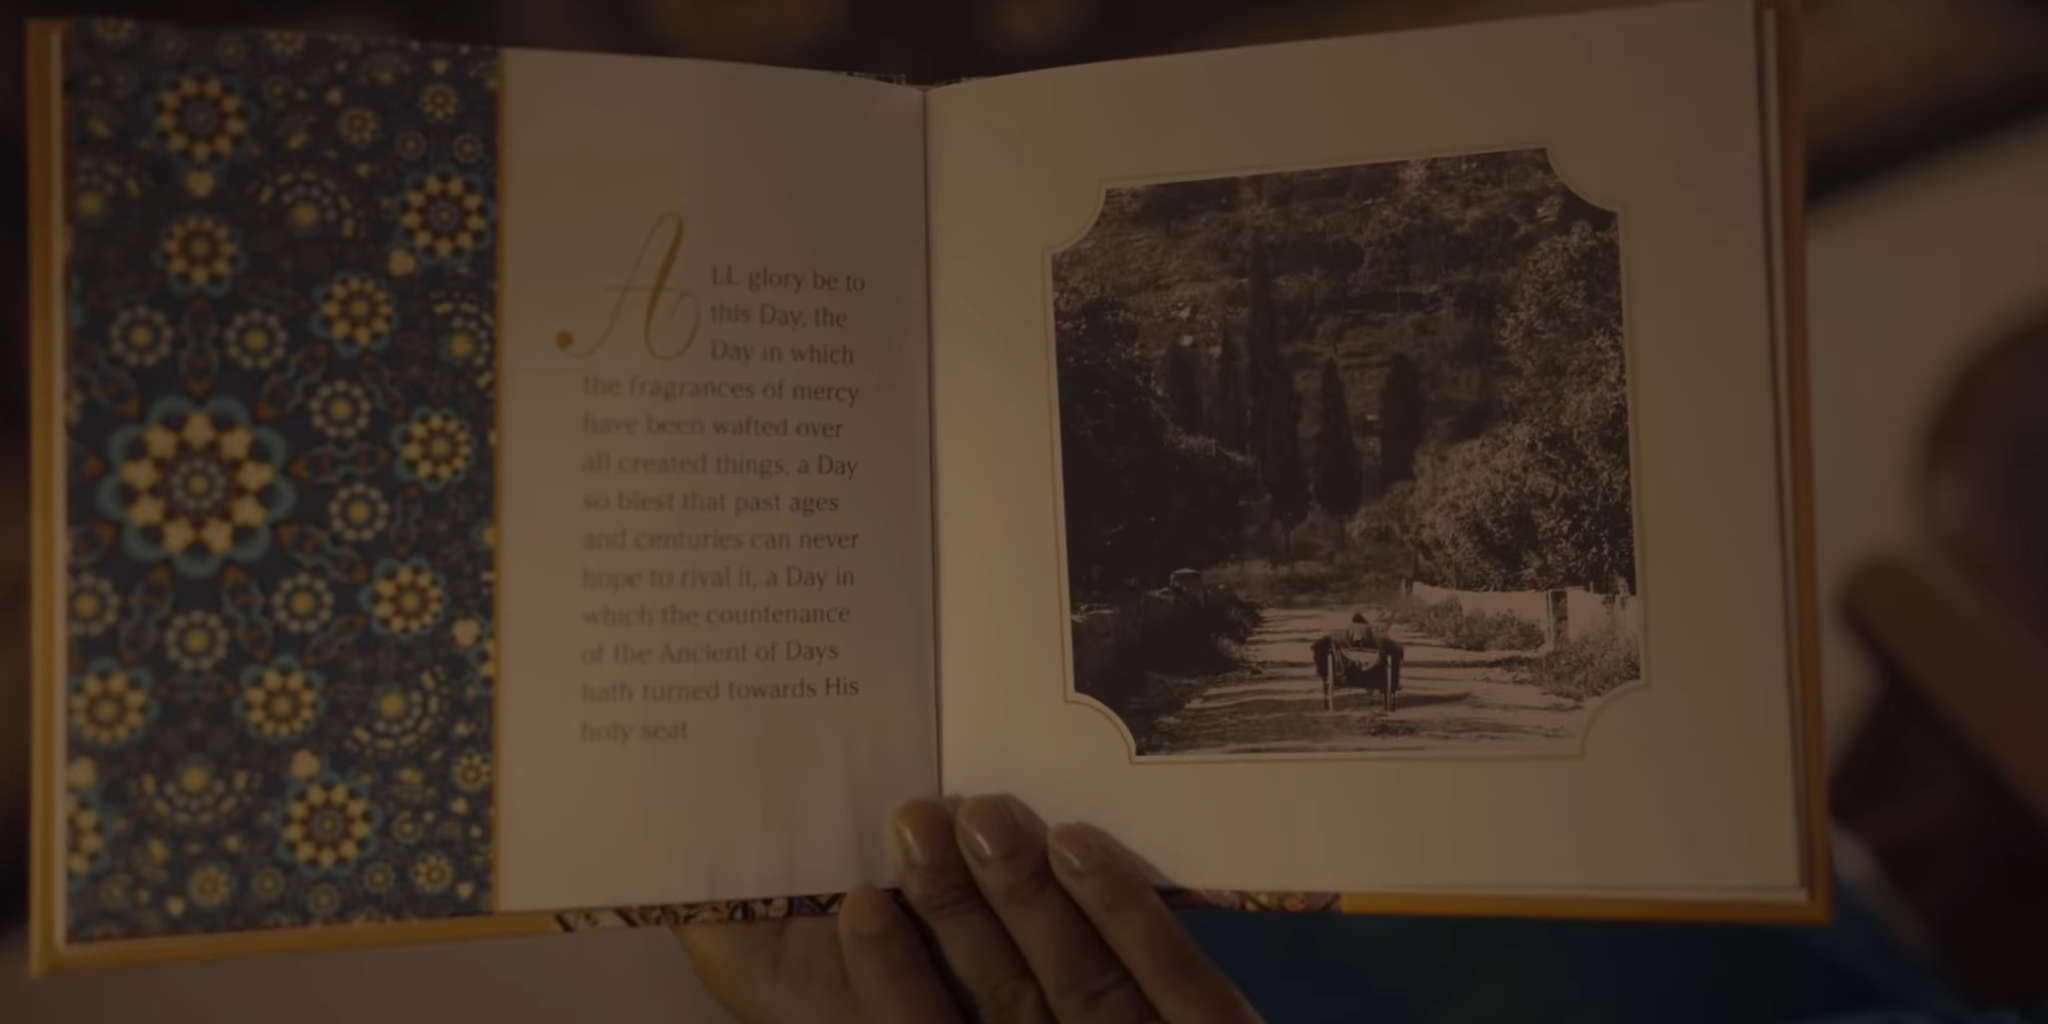 ALL glory be to
this Day, the
Day in which
the fragrances of mercy
have been wafted over
all created things, a Day
so blest that past ages
and centuries can never
hope to rival it, a Day in
which the countenance
of the Ancient of Days
hath turned towards His
holy seat